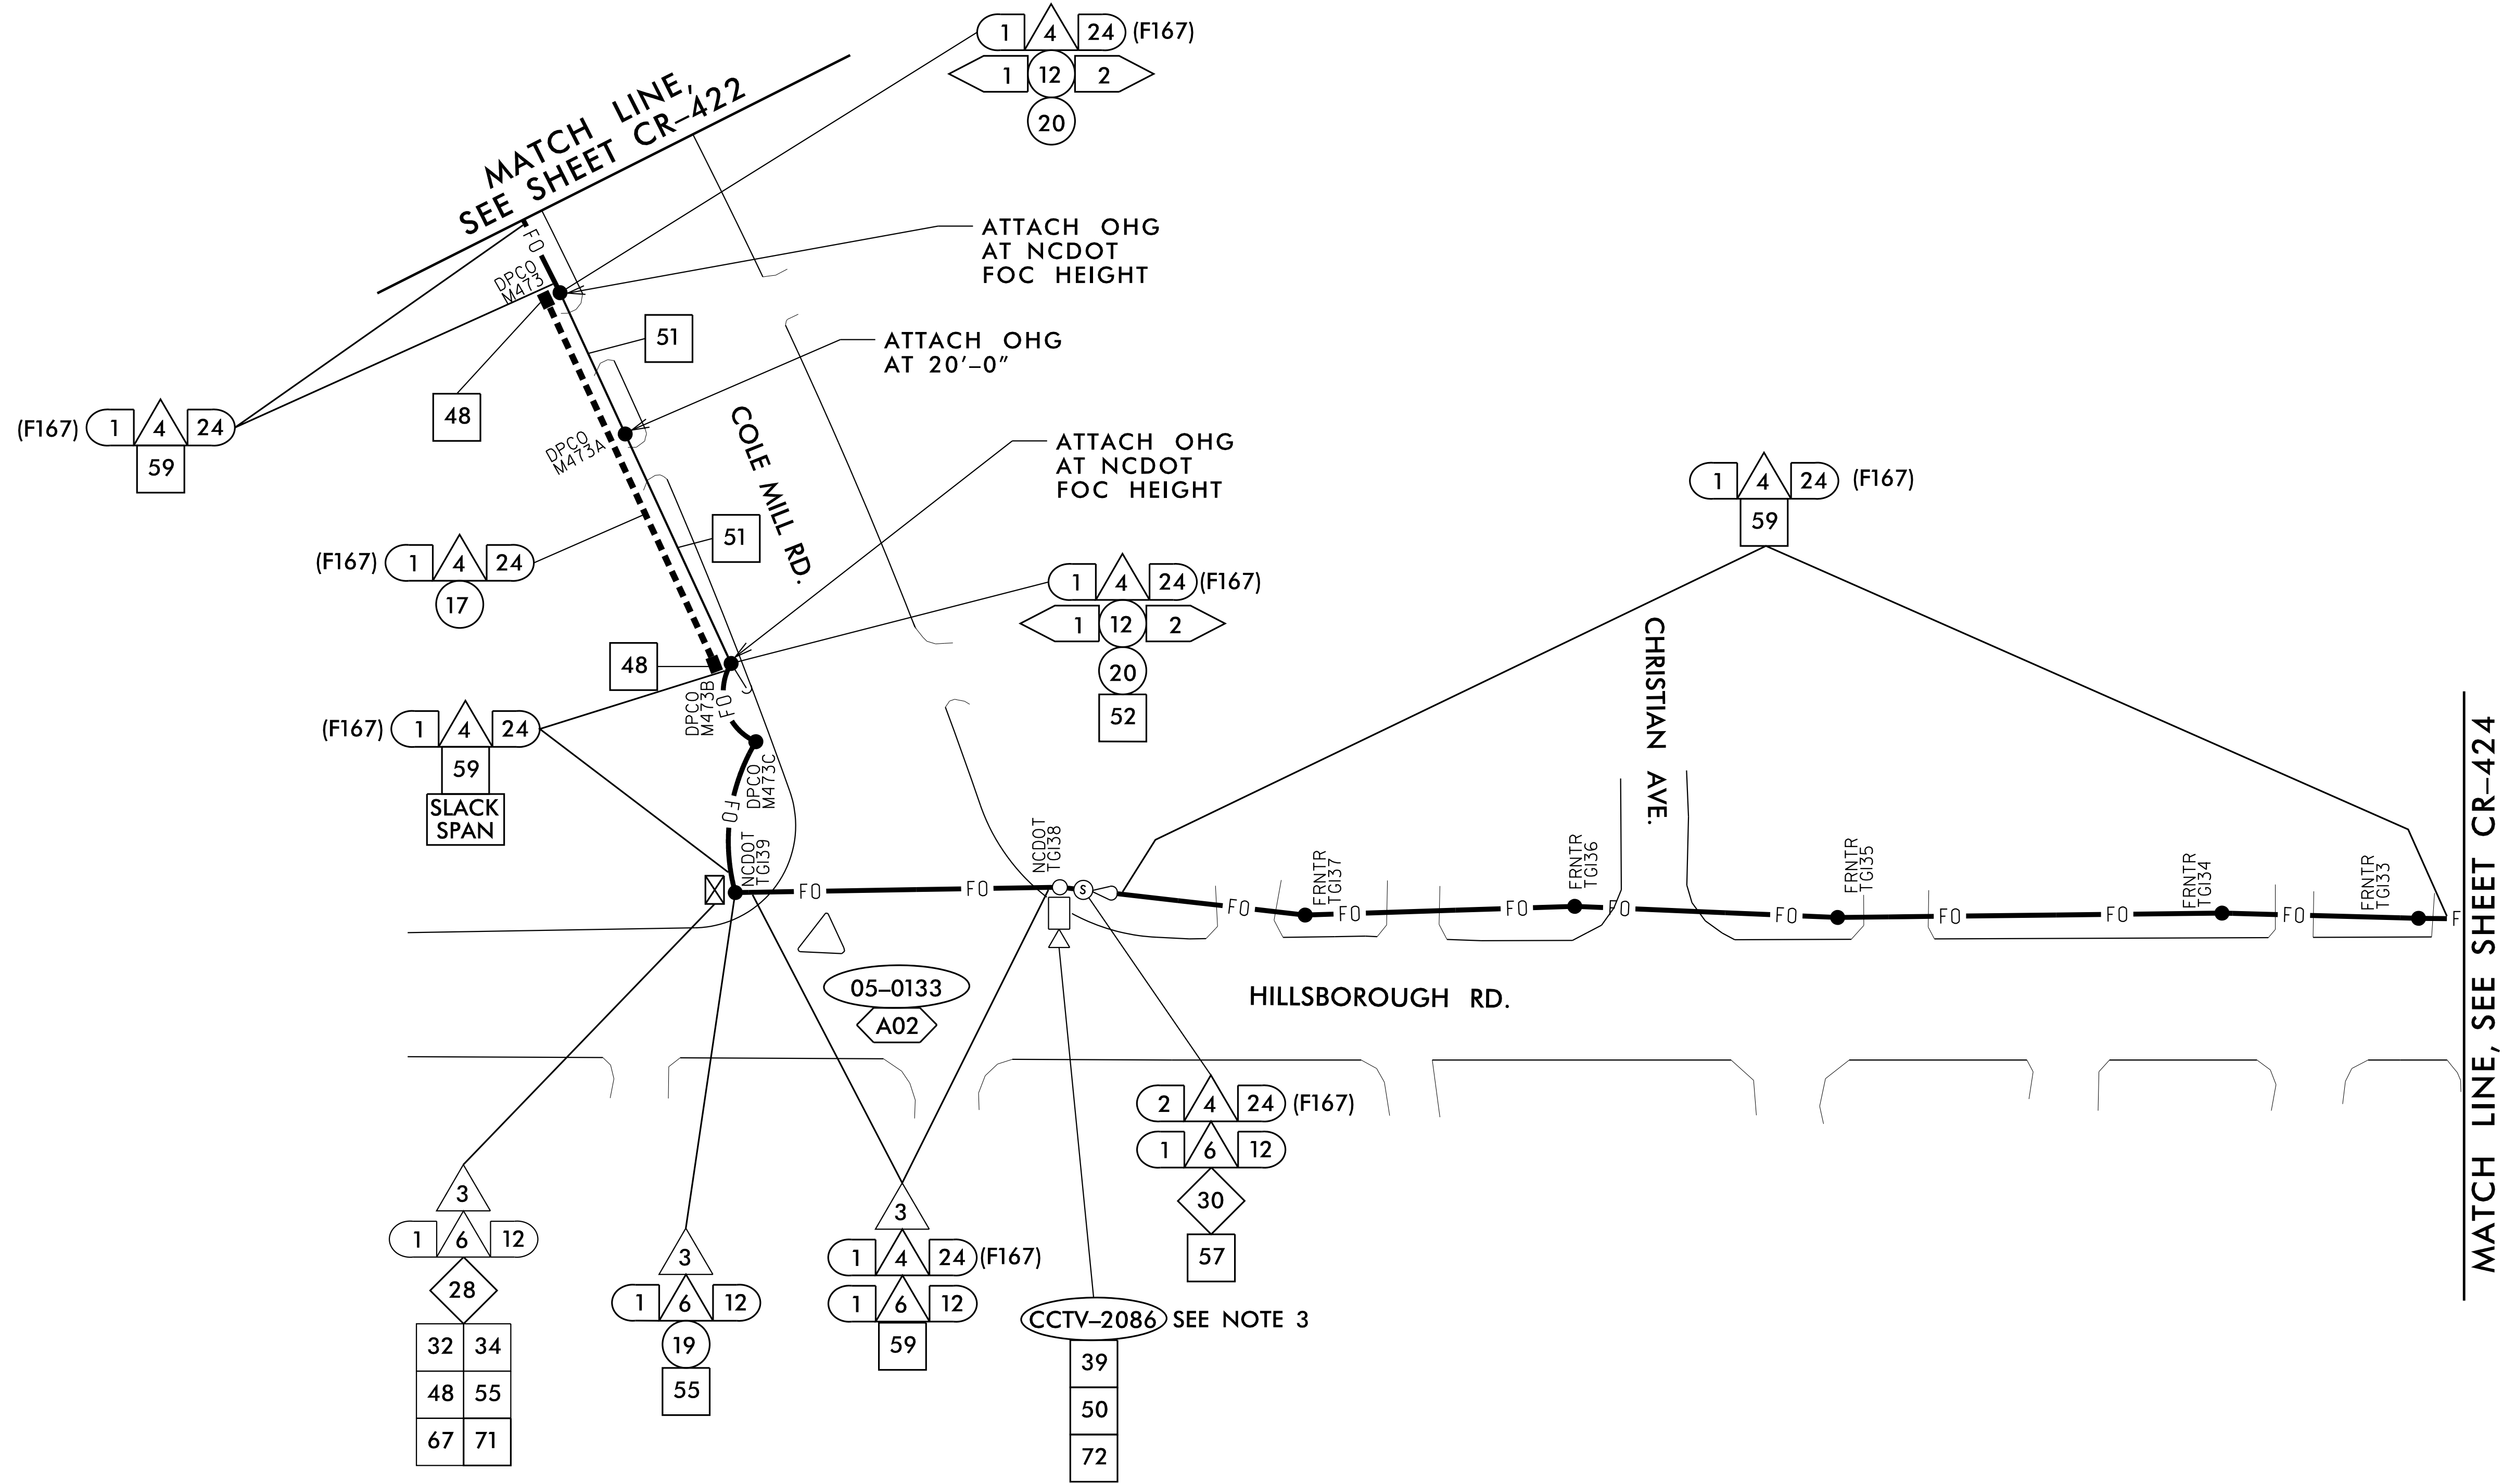 1 4 24 (F167)
1 12 2
20
MATCH LINE,
SEE SHEET CR–422
FO
DPCO
M473
ATTACH OHG
AT NCDOT
FOC HEIGHT
51
ATTACH OHG
AT 20'–0"
48
(F167) 1 4 24
59
DPCO
M473A
COLE MILL RD.
ATTACH OHG
AT NCDOT
FOC HEIGHT
51
(F167) 1 4 24
17
1 4 24 (F167)
1 12 2
20
52
1 4 24 (F167)
59
48
DPCO
M473B
FO
(F167) 1 4 24
59
SLACK
SPAN
DPCO
M473C
FO
CHRISTIAN AVE.
NCDOT
TGI39
FO
FO
NCDOT
TGI38
S
FO
FRNTR
TGI37
FO
FO
FRNTR
TGI36
FO
FO
FRNTR
TGI35
FO
FO
FRNTR
TGI34
FO
FRNTR
TGI33
F
MATCH LINE, SEE SHEET CR–424
05–0133
A02
HILLSBOROUGH RD.
2 4 24 (F167)
1 6 12
30
57
3
1 6 12
28
32 34
48 55
67 71
3
1 6 12
19
55
3
1 4 24 (F167)
1 6 12
59
CCTV–2086 SEE NOTE 3
39
50
72